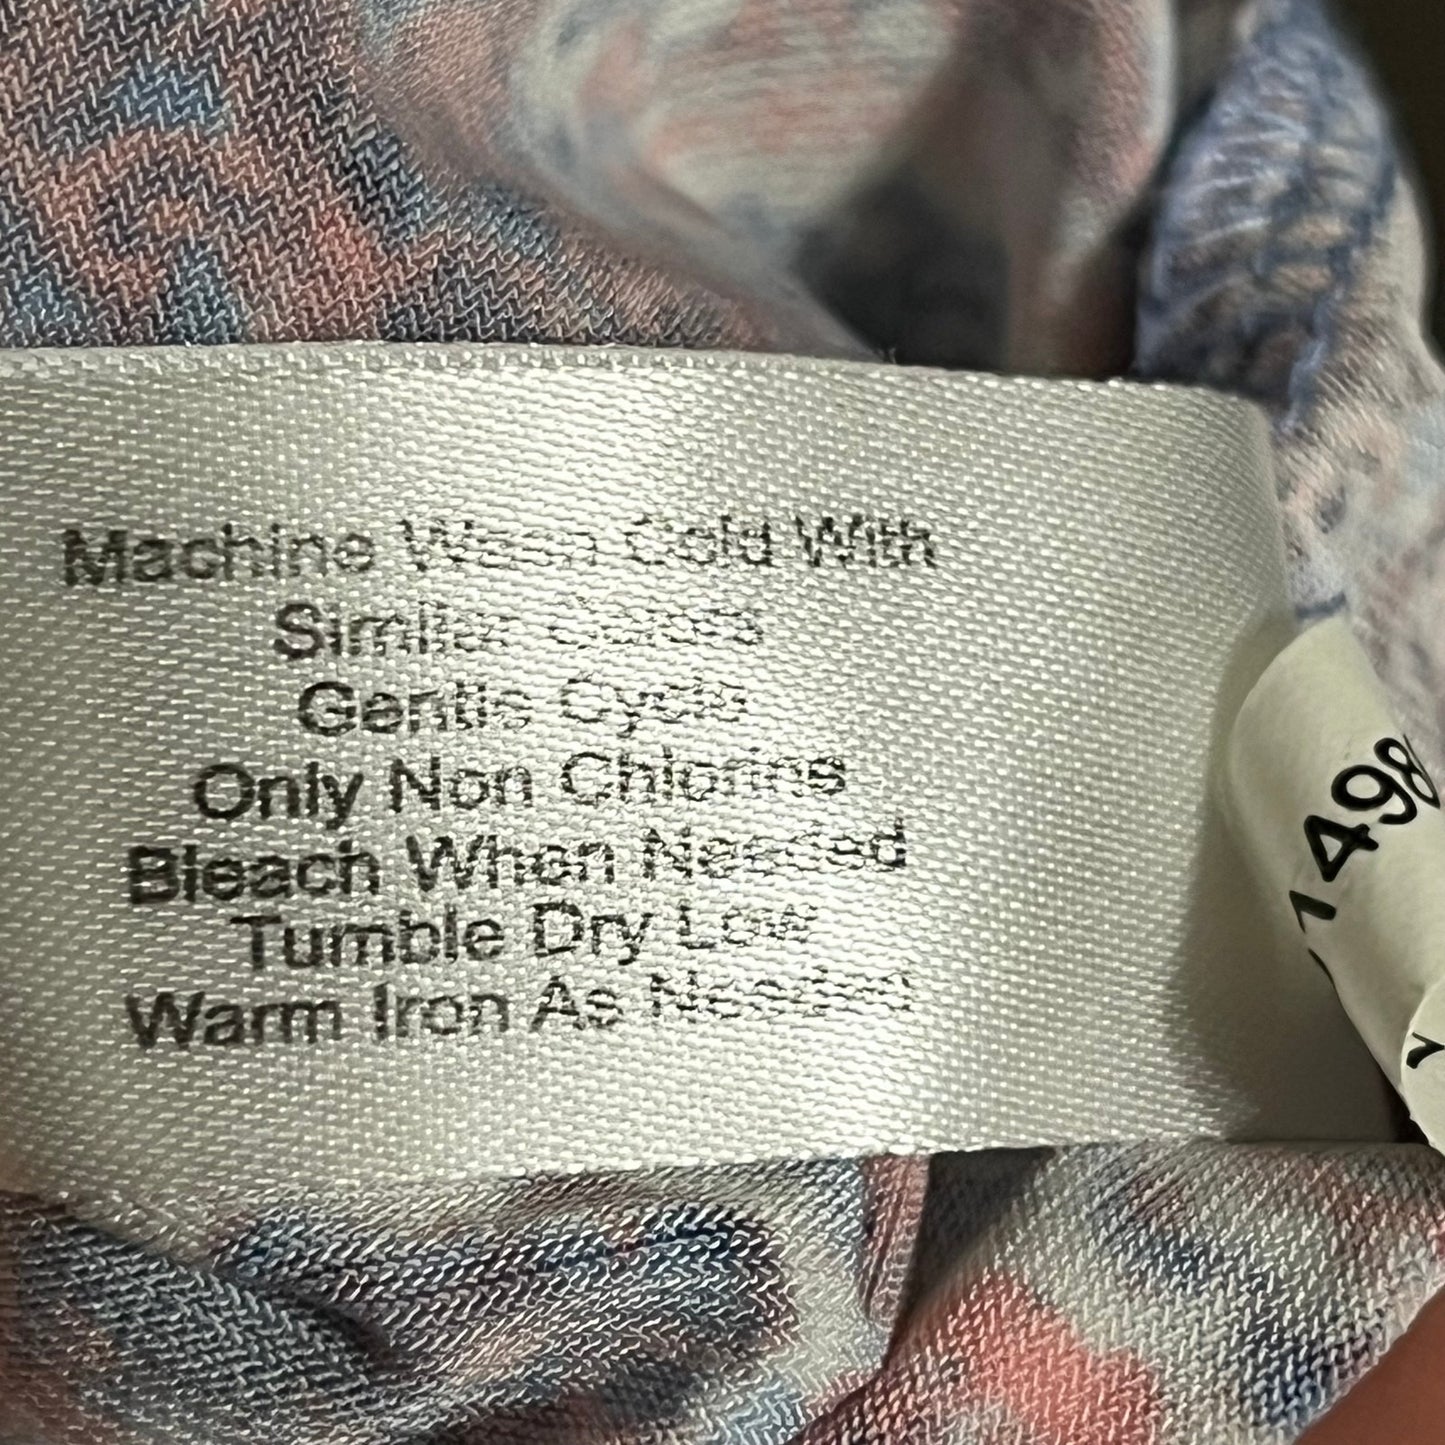 Machine Wash Cold With
Similar Colors
Gentle Cycle
Only Non Chlorine
Bleach When Needed
Tumble Dry Low
Warm Iron As Needed
1498